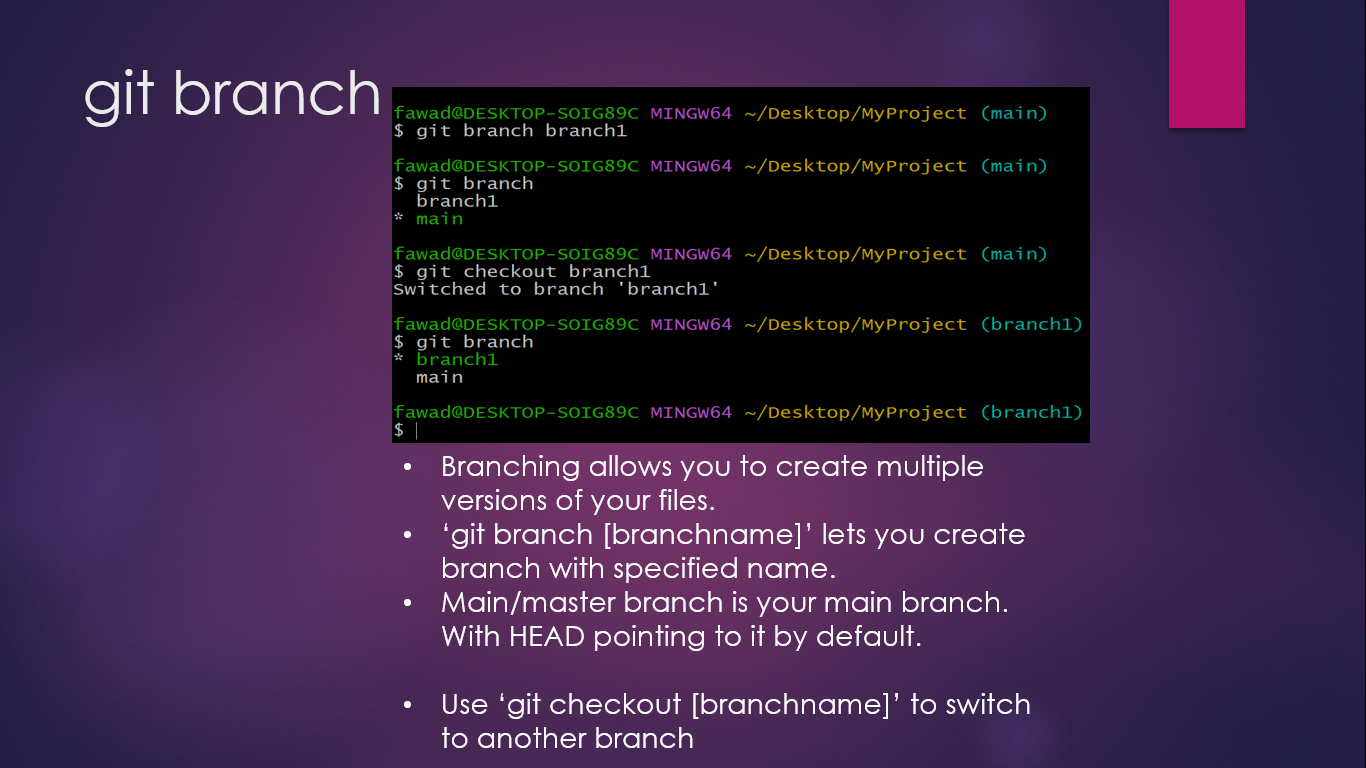 git branch
fawad@DESKTOP-SOIG89C MINGW64 ~/Desktop/MyProject (main)
$ git branch branch1
fawad@DESKTOP-SOIG89C MINGW64 ~/Desktop/MyProject (main)
$ git branch
  branch1
* main
fawad@DESKTOP-SOIG89C MINGW64 ~/Desktop/MyProject (main)
$ git checkout branch1
Switched to branch 'branch1'
fawad@DESKTOP-SOIG89C MINGW64 ~/Desktop/MyProject (branch1)
$ git branch
* branch1
  main
fawad@DESKTOP-SOIG89C MINGW64 ~/Desktop/MyProject (branch1)
$
• Branching allows you to create multiple
versions of your files.
• ‘git branch [branchname]’ lets you create
branch with specified name.
• Main/master branch is your main branch.
With HEAD pointing to it by default.
• Use ‘git checkout [branchname]’ to switch
to another branch